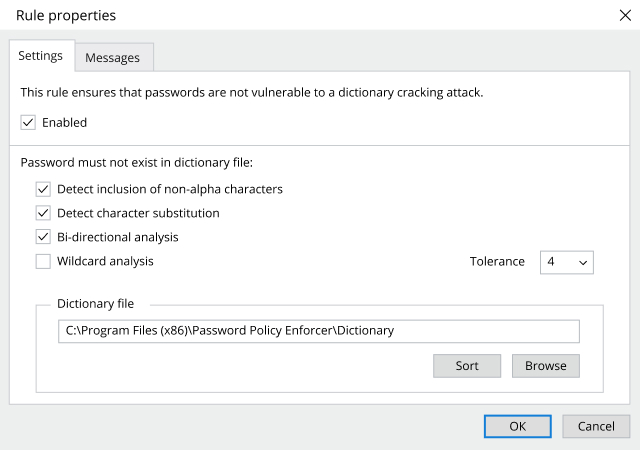 Rule properties
Settings
Messages
This rule ensures that passwords are not vulnerable to a dictionary cracking attack.
Enabled
Password must not exist in dictionary file:
Detect inclusion of non-alpha characters
Detect character substitution
Bi-directional analysis
Wildcard analysis
Tolerance
4
Dictionary file
C:\Program Files (x86)\Password Policy Enforcer\Dictionary
Sort
Browse
OK
Cancel